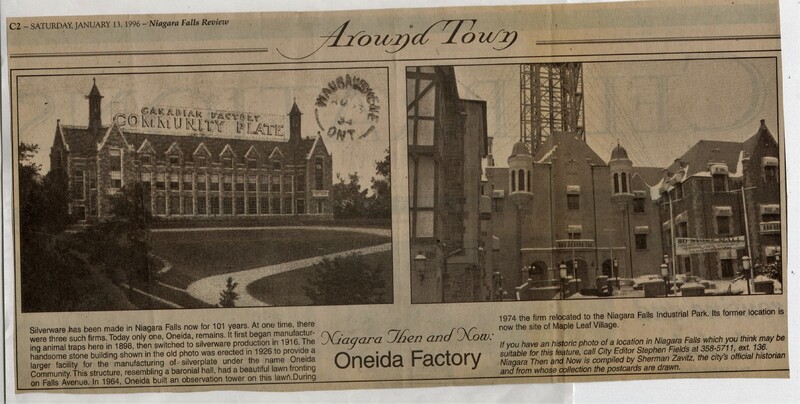 C2 – SATURDAY, JANUARY 13, 1996 – Niagara Falls Review
Around Town
CANADIAN FACTORY
COMMUNITY PLATE
WAUBAUSHENE
34
ONT.
Silverware has been made in Niagara Falls now for 101 years. At one time, there
were three such firms. Today only one, Oneida, remains. It first began manufactur-
ing animal traps here in 1898, then switched to silverware production in 1916. The
handsome stone building shown in the old photo was erected in 1926 to provide a
larger facility for the manufacturing of silverplate under the name Oneida
Community. This structure, resembling a baronial hall, had a beautiful lawn fronting
on Falls Avenue. In 1964, Oneida built an observation tower on this lawn. During
Niagara Then and Now:
Oneida Factory
1974 the firm relocated to the Niagara Falls Industrial Park. Its former location is
now the site of Maple Leaf Village.
If you have an historic photo of a location in Niagara Falls which you think may be
suitable for this feature, call City Editor Stephen Fields at 358-5711, ext. 136.
Niagara Then and Now is compiled by Sherman Zavitz, the city's official historian
and from whose collection the postcards are drawn.